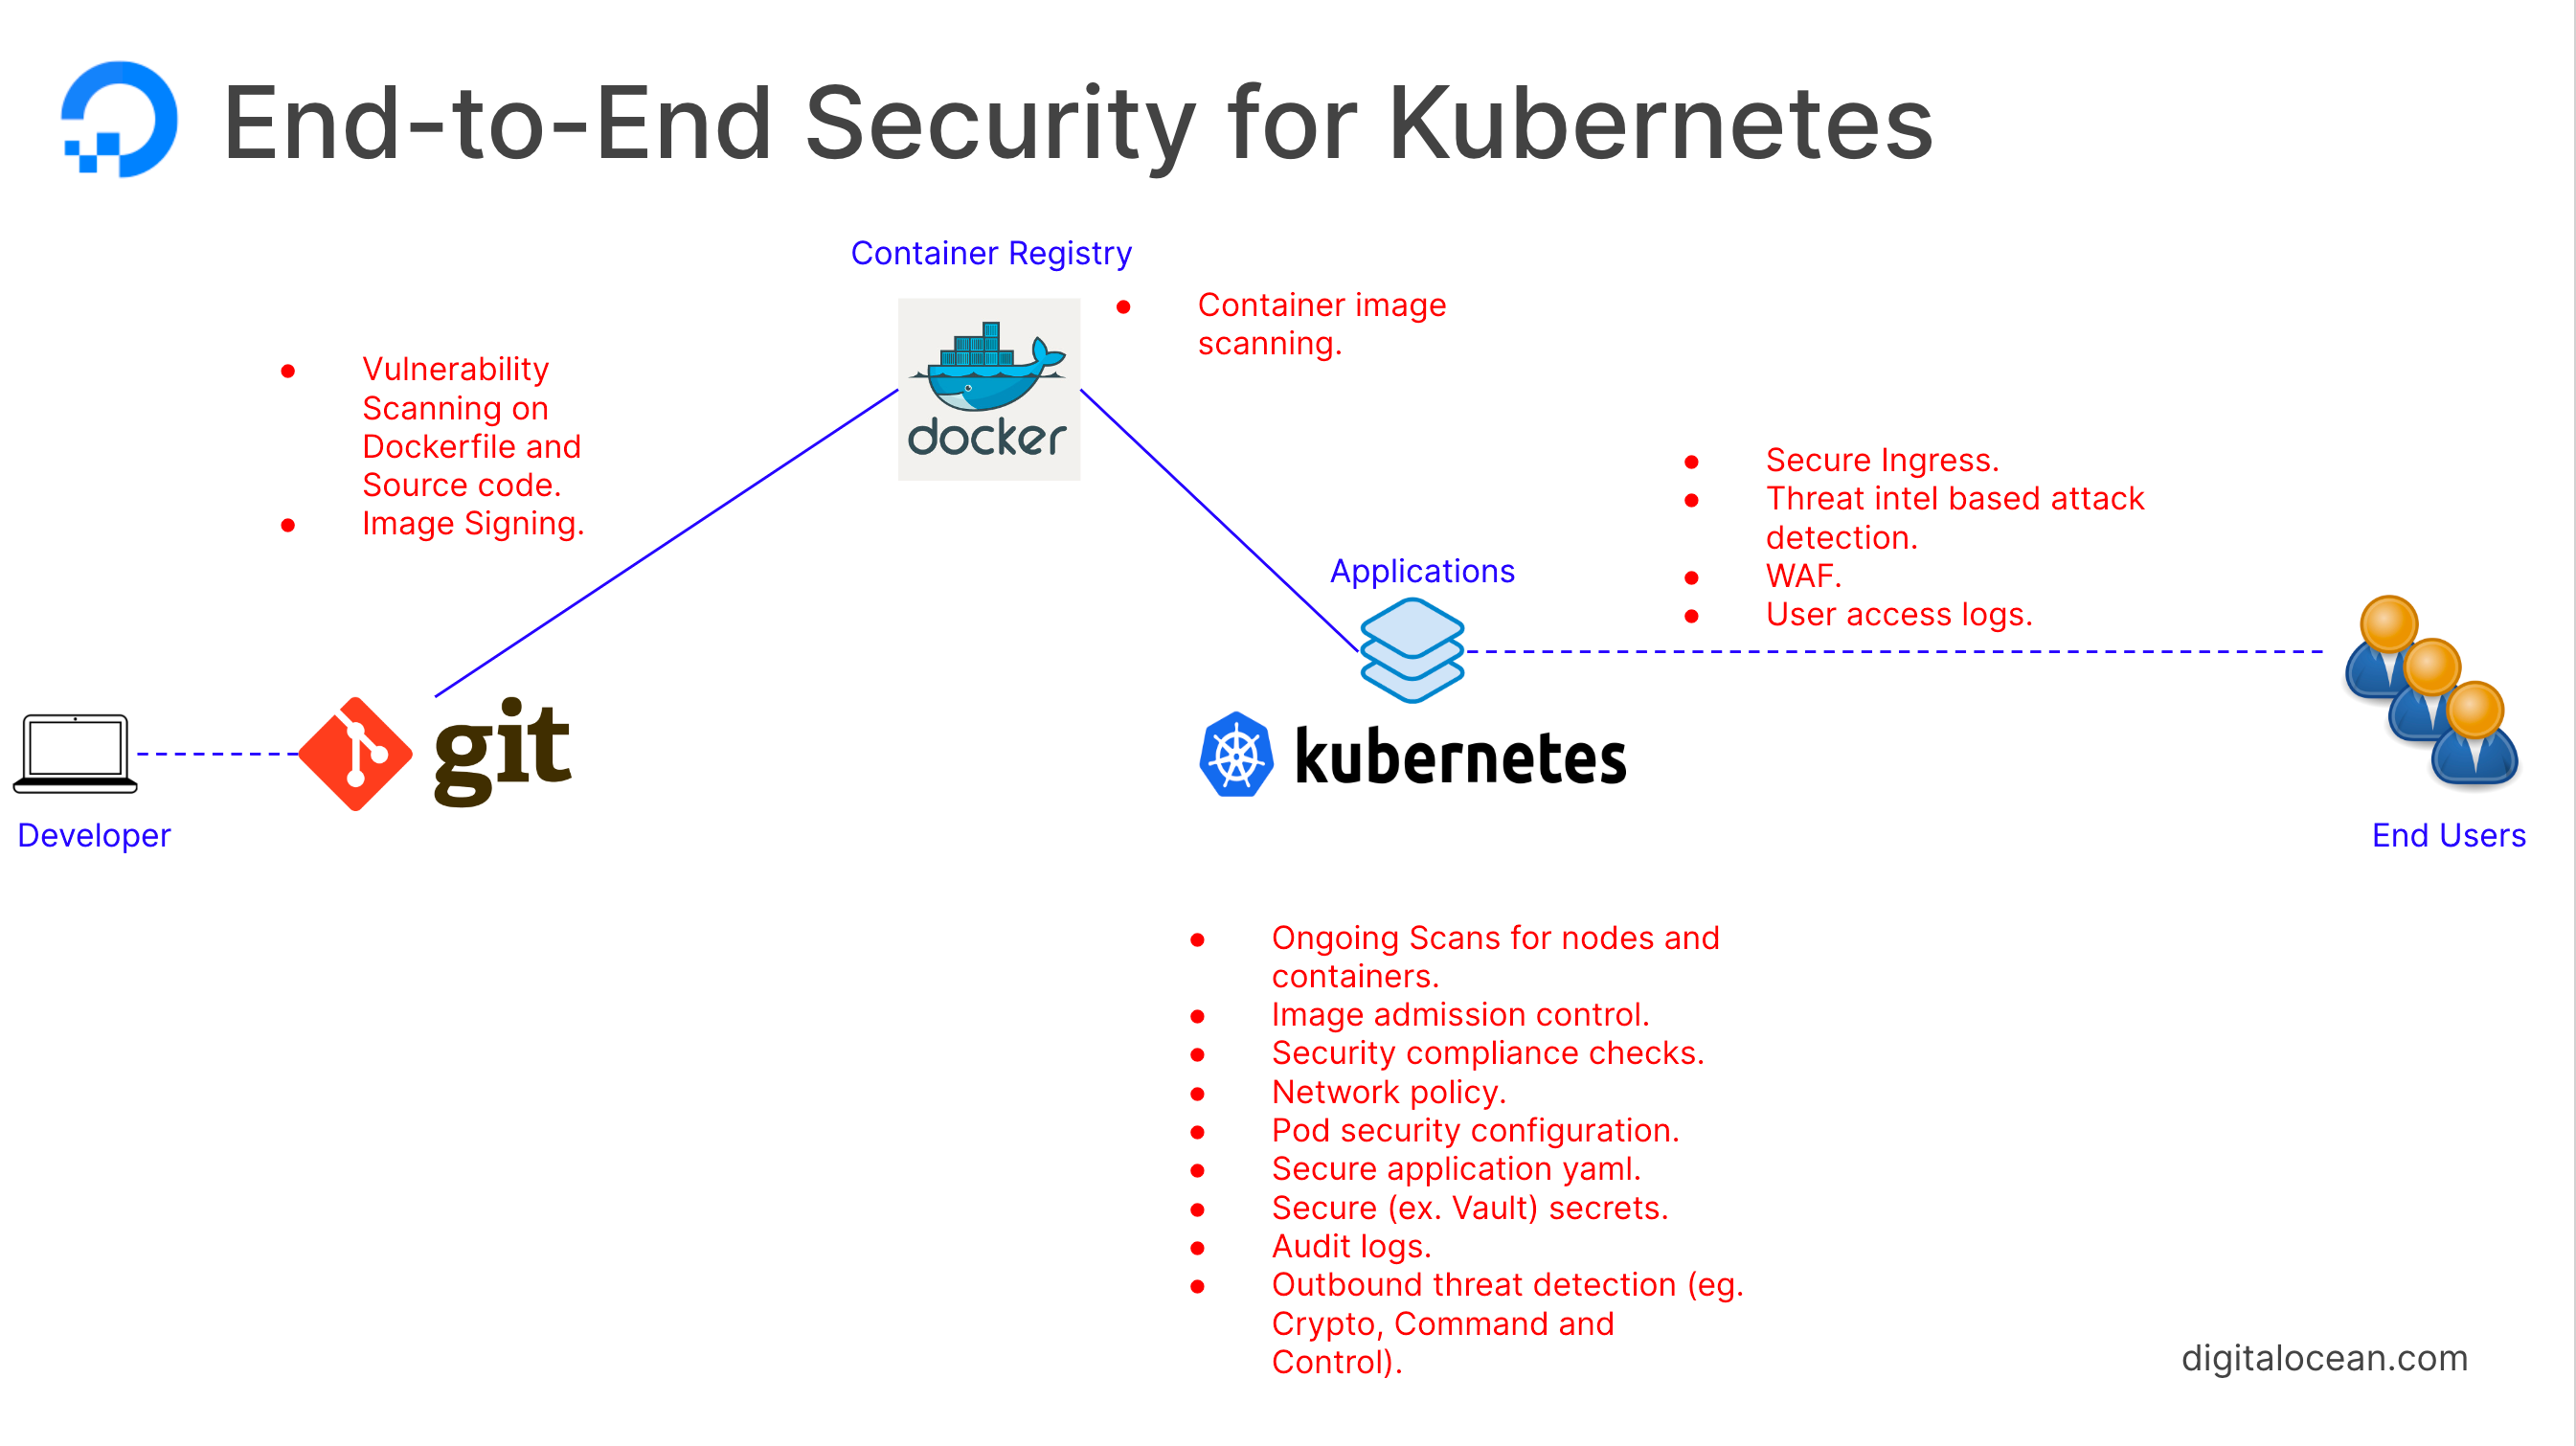 End-to-End Security for Kubernetes
Container Registry
● Container image
scanning.
docker
● Vulnerability
Scanning on
Dockerfile and
Source code.
● Image Signing.
● Secure Ingress.
● Threat intel based attack
detection.
● WAF.
● User access logs.
Applications
git
kubernetes
Developer
End Users
● Ongoing Scans for nodes and
containers.
● Image admission control.
● Security compliance checks.
● Network policy.
● Pod security configuration.
● Secure application yaml.
● Secure (ex. Vault) secrets.
● Audit logs.
● Outbound threat detection (eg.
Crypto, Command and
Control).
digitalocean.com